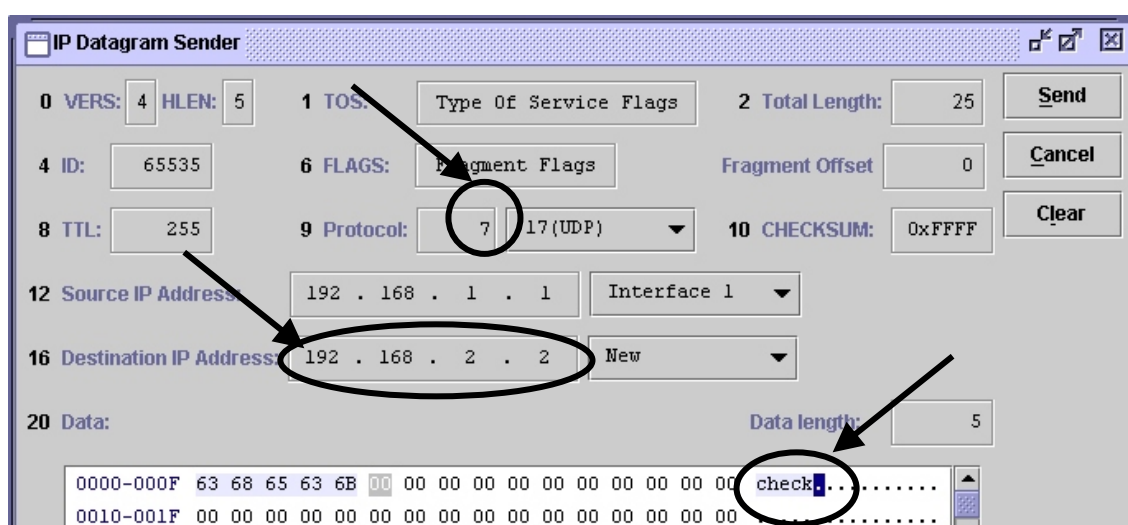 IP Datagram Sender
0 VERS: 4 HLEN: 5 1 TOS: Type Of Service Flags 2 Total Length: 25 Send
4 ID: 65535 6 FLAGS: Fragment Flags Fragment Offset 0 Cancel
8 TTL: 255 9 Protocol: 7 17(UDP) 10 CHECKSUM: 0xFFFF Clear
12 Source IP Address: 192 . 168 . 1 . 1 Interface 1
16 Destination IP Address: 192 . 168 . 2 . 2 New
20 Data: Data length: 5
0000-000F 63 68 65 63 6B 00 00 00 00 00 00 00 00 00 00 00 check...........
0010-001F 00 00 00 00 00 00 00 00 00 00 00 00 00 00 00 00 ................